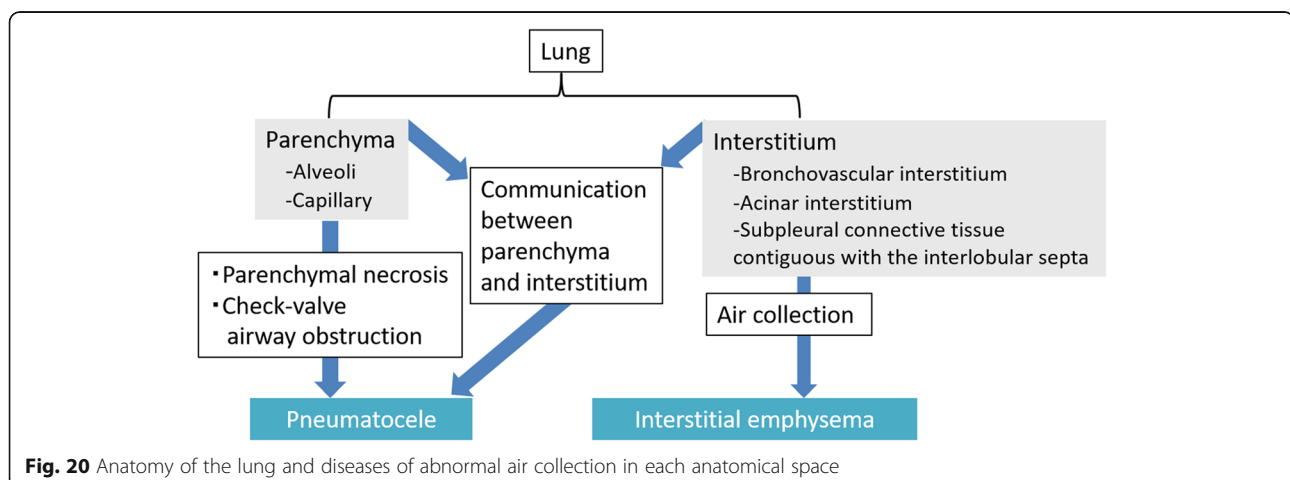 Lung
Parenchyma
-Alveoli
-Capillary
Interstitium
-Bronchovascular interstitium
-Acinar interstitium
-Subpleural connective tissue
contiguous with the interlobular septa
Communication
between
parenchyma
and interstitium
・Parenchymal necrosis
・Check-valve
airway obstruction
Air collection
Pneumatocele
Interstitial emphysema
Fig. 20 Anatomy of the lung and diseases of abnormal air collection in each anatomical space